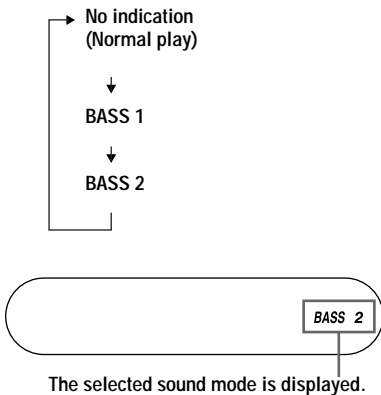 No indication
(Normal play)
BASS 1
BASS 2
BASS 2
The selected sound mode is displayed.